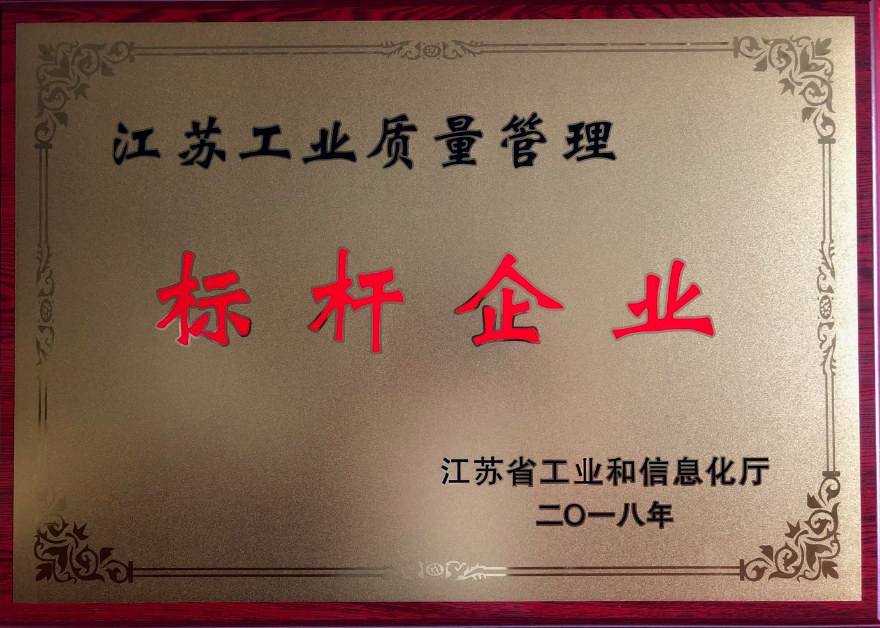 江苏工业质量管理
标杆企业
江苏省工业和信息化厅
二〇一八年